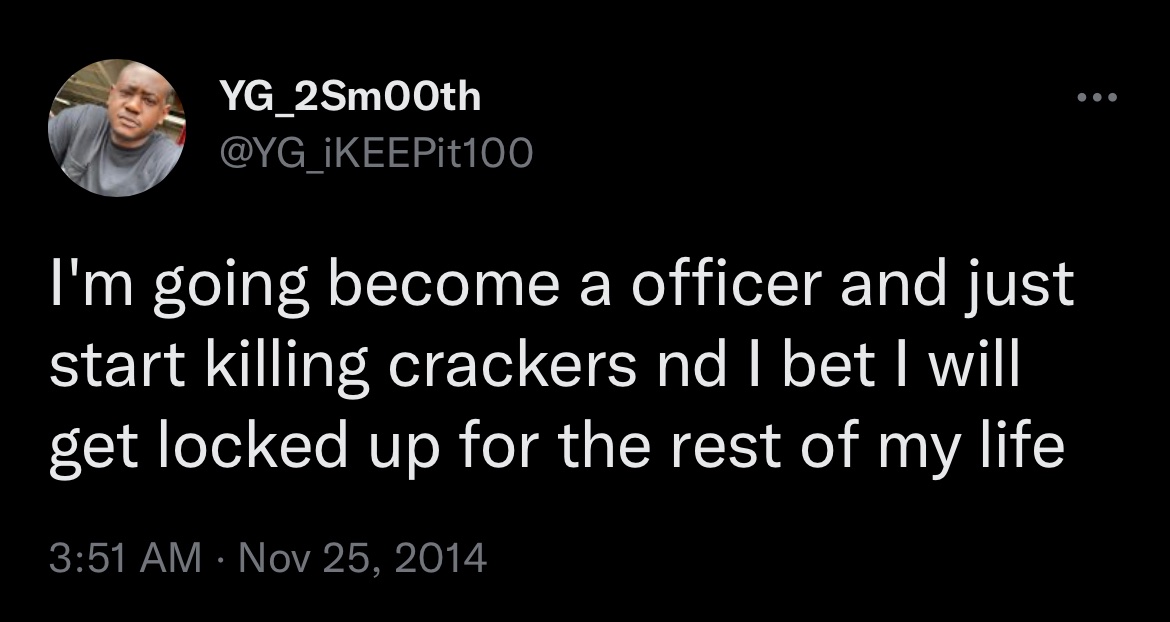 YG_2Sm00th
@YG_iKEEPit100
I'm going become a officer and just
start killing crackers nd I bet I will
get locked up for the rest of my life
3:51 AM · Nov 25, 2014